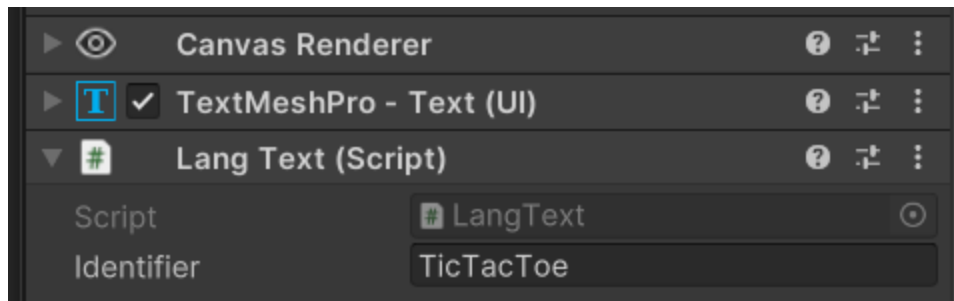 Canvas Renderer
T TextMeshPro - Text (UI)
# Lang Text (Script)
Script # LangText
Identifier TicTacToe